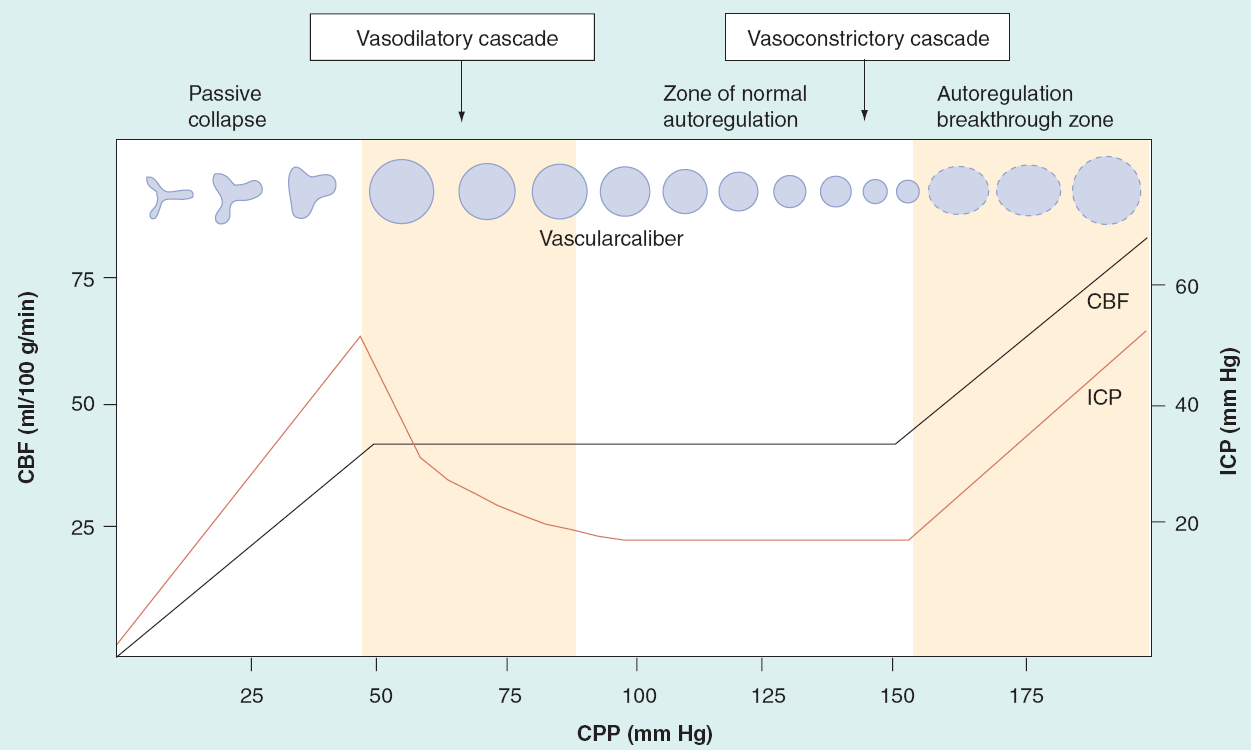 Vasodilatory cascade
Vasoconstrictory cascade
Passive
collapse
Zone of normal
autoregulation
Autoregulation
breakthrough zone
Vascularcaliber
75
50
25
CBF (ml/100 g/min)
60
40
20
ICP (mm Hg)
CBF
ICP
25
50
75
100
125
150
175
CPP (mm Hg)